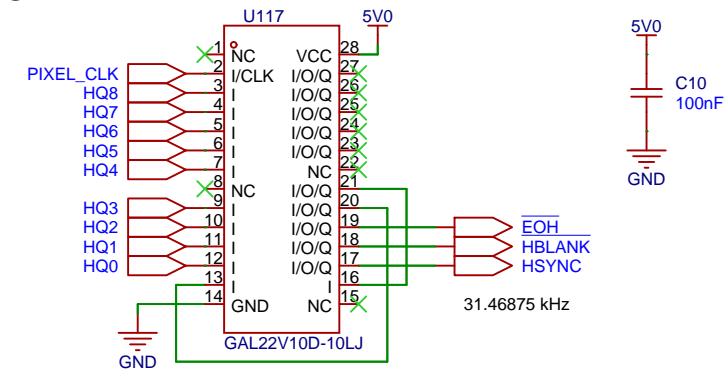 U117
5V0
1 NC VCC 28
PIXEL_CLK 2 I/CLK I/O/Q 27
HQ8 3 I I/O/Q 26
HQ7 4 I I/O/Q 25
HQ6 5 I I/O/Q 24
HQ5 6 I I/O/Q 23
HQ4 7 I NC 22
8 NC I/O/Q 21
HQ3 9 I I/O/Q 20
HQ2 10 I I/O/Q 19 EOH
HQ1 11 I I/O/Q 18 HBLANK
HQ0 12 I I/O/Q 17 HSYNC
13 I I 16
14 GND NC 15
GND
GAL22V10D-10LJ
31.46875 kHz
5V0
C10
100nF
GND